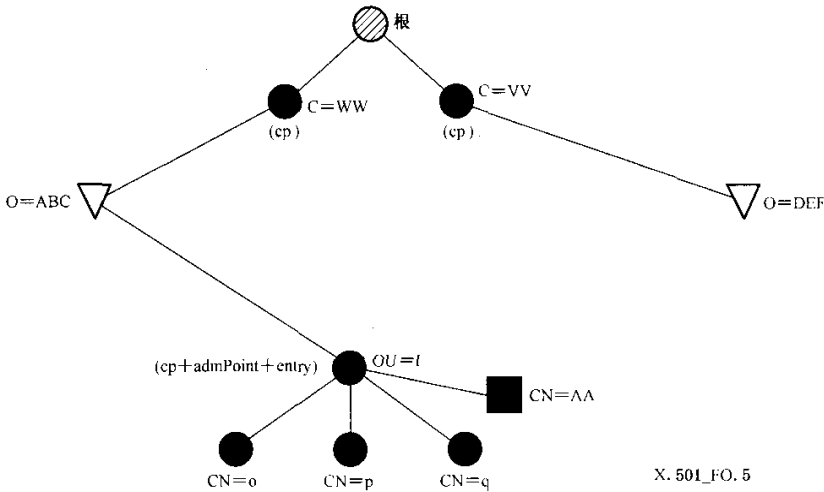 根
C=WW
C=VV
(cp)
(cp)
O=ABC
O=DEF
(cp+admPoint+entry)
OU=l
CN=AA
CN=o
CN=p
CN=q
X.501_FO.5